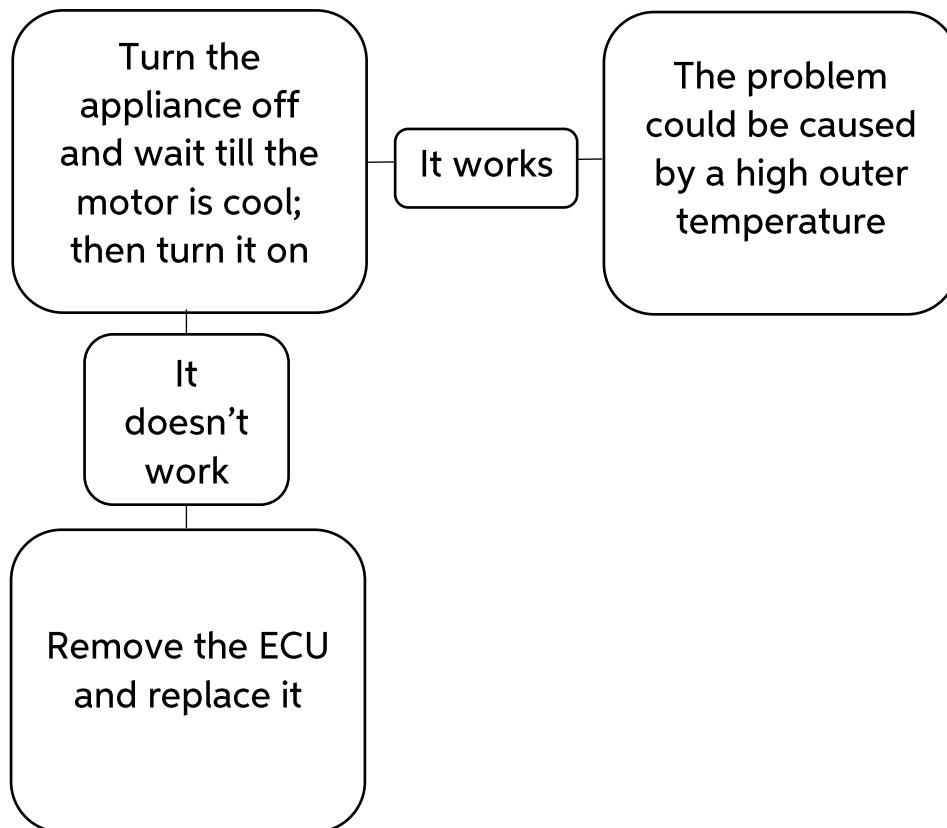 Turn the
appliance off
and wait till the
motor is cool;
then turn it on
It works
The problem
could be caused
by a high outer
temperature
It
doesn't
work
Remove the ECU
and replace it